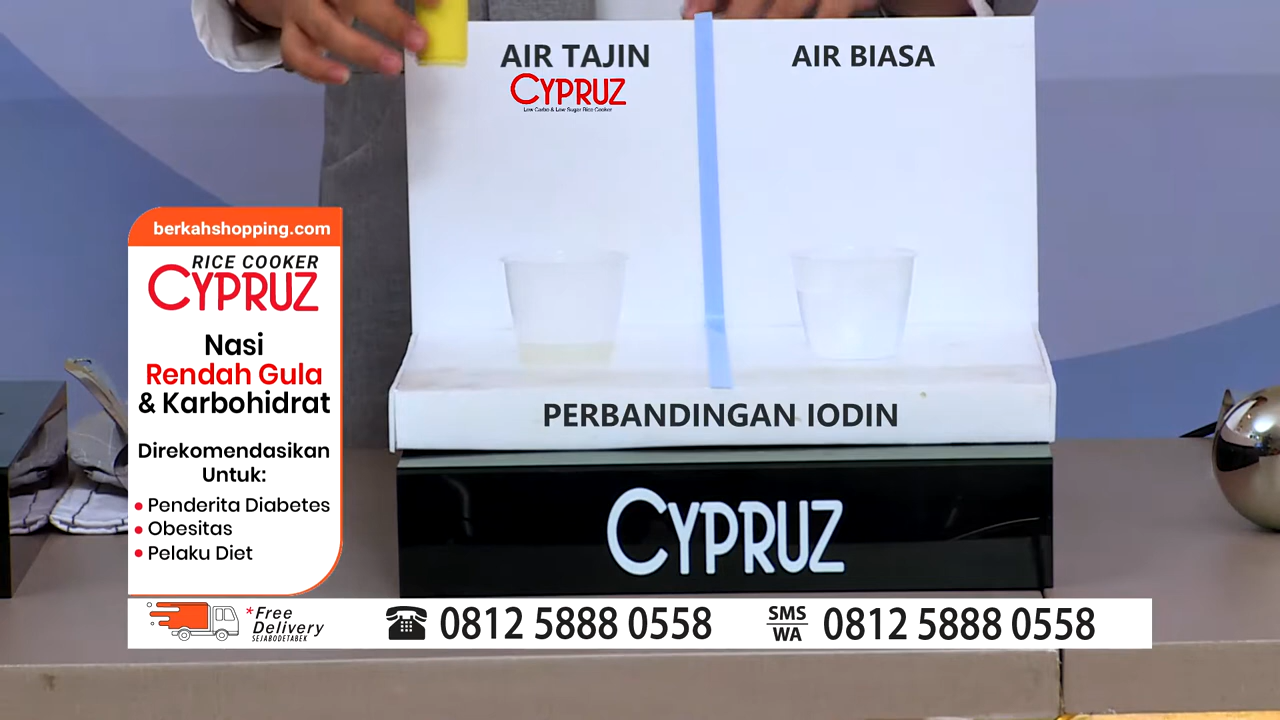 AIR TAJIN
CYPRUZ
Low Carbo & Low Sugar Rice Cooker
AIR BIASA
berkahshopping.com
RICE COOKER
CYPRUZ
Nasi
Rendah Gula
& Karbohidrat
Direkomendasikan
Untuk:
• Penderita Diabetes
• Obesitas
• Pelaku Diet
PERBANDINGAN IODIN
CYPRUZ
*Free
Delivery
SEJABODETABEK
0812 5888 0558
SMS
WA
0812 5888 0558